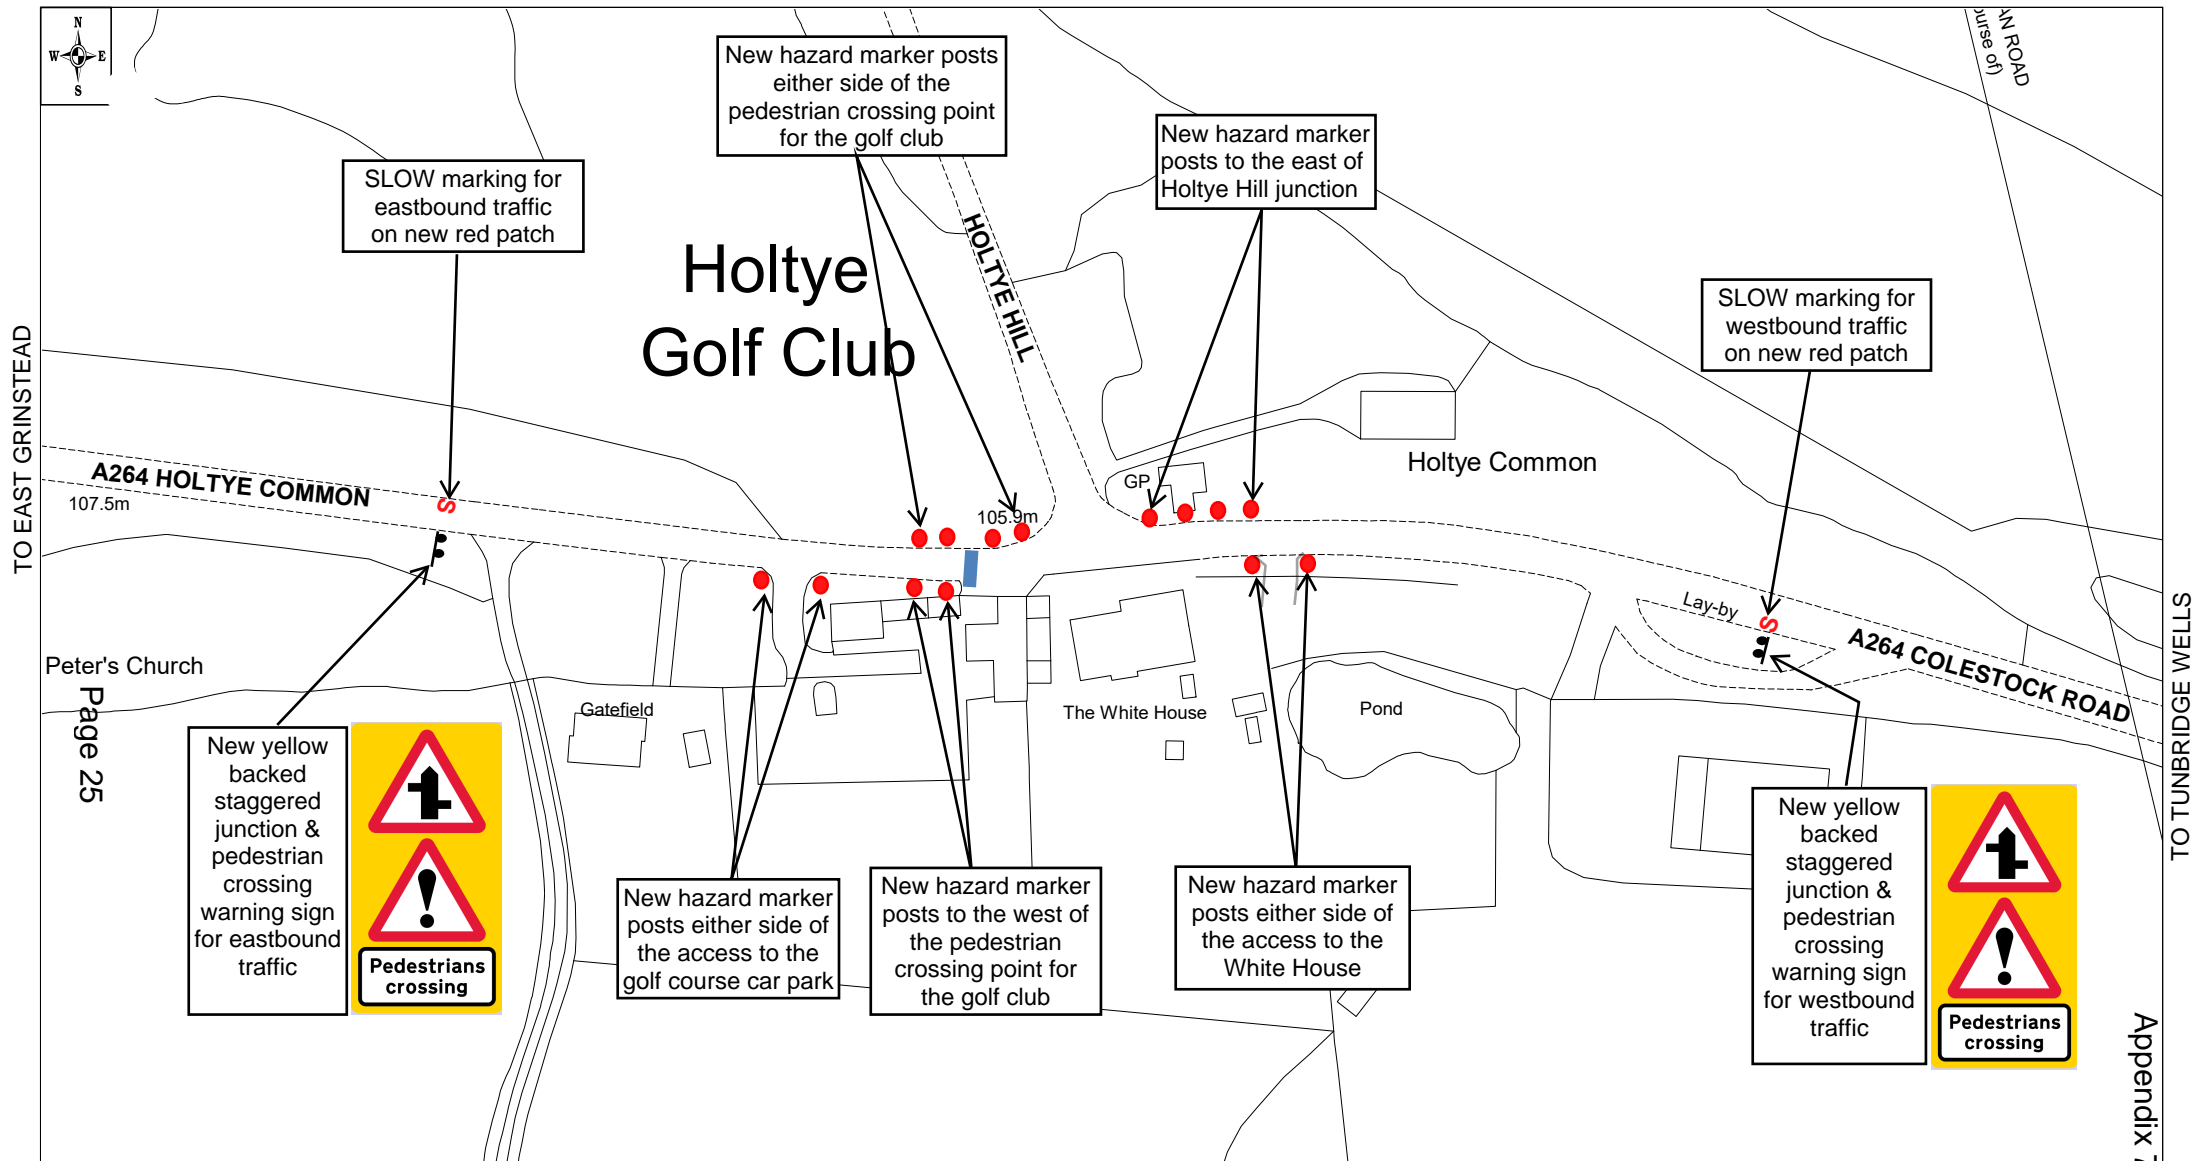 N
W E
S
AN ROAD
ourse of)
New hazard marker posts
either side of the
pedestrian crossing point
for the golf club
New hazard marker
posts to the east of
Holtye Hill junction
SLOW marking for
eastbound traffic
on new red patch
Holtye
Golf Club
HOLTYE HILL
SLOW marking for
westbound traffic
on new red patch
TO EAST GRINSTEAD
A264 HOLTYE COMMON
107.5m
S
105.9m
GP
Holtye Common
Lay-by
S
A264 COLESTOCK ROAD
TO TUNBRIDGE WELLS
Peter's Church
Page 25
Gatefield
The White House
Pond
New yellow
backed
staggered
junction &
pedestrian
crossing
warning sign
for eastbound
traffic
Pedestrians
crossing
New hazard marker
posts either side of
the access to the
golf course car park
New hazard marker
posts to the west of
the pedestrian
crossing point for
the golf club
New hazard marker
posts either side of
the access to the
White House
New yellow
backed
staggered
junction &
pedestrian
crossing
warning sign
for westbound
traffic
Pedestrians
crossing
Appendix 7